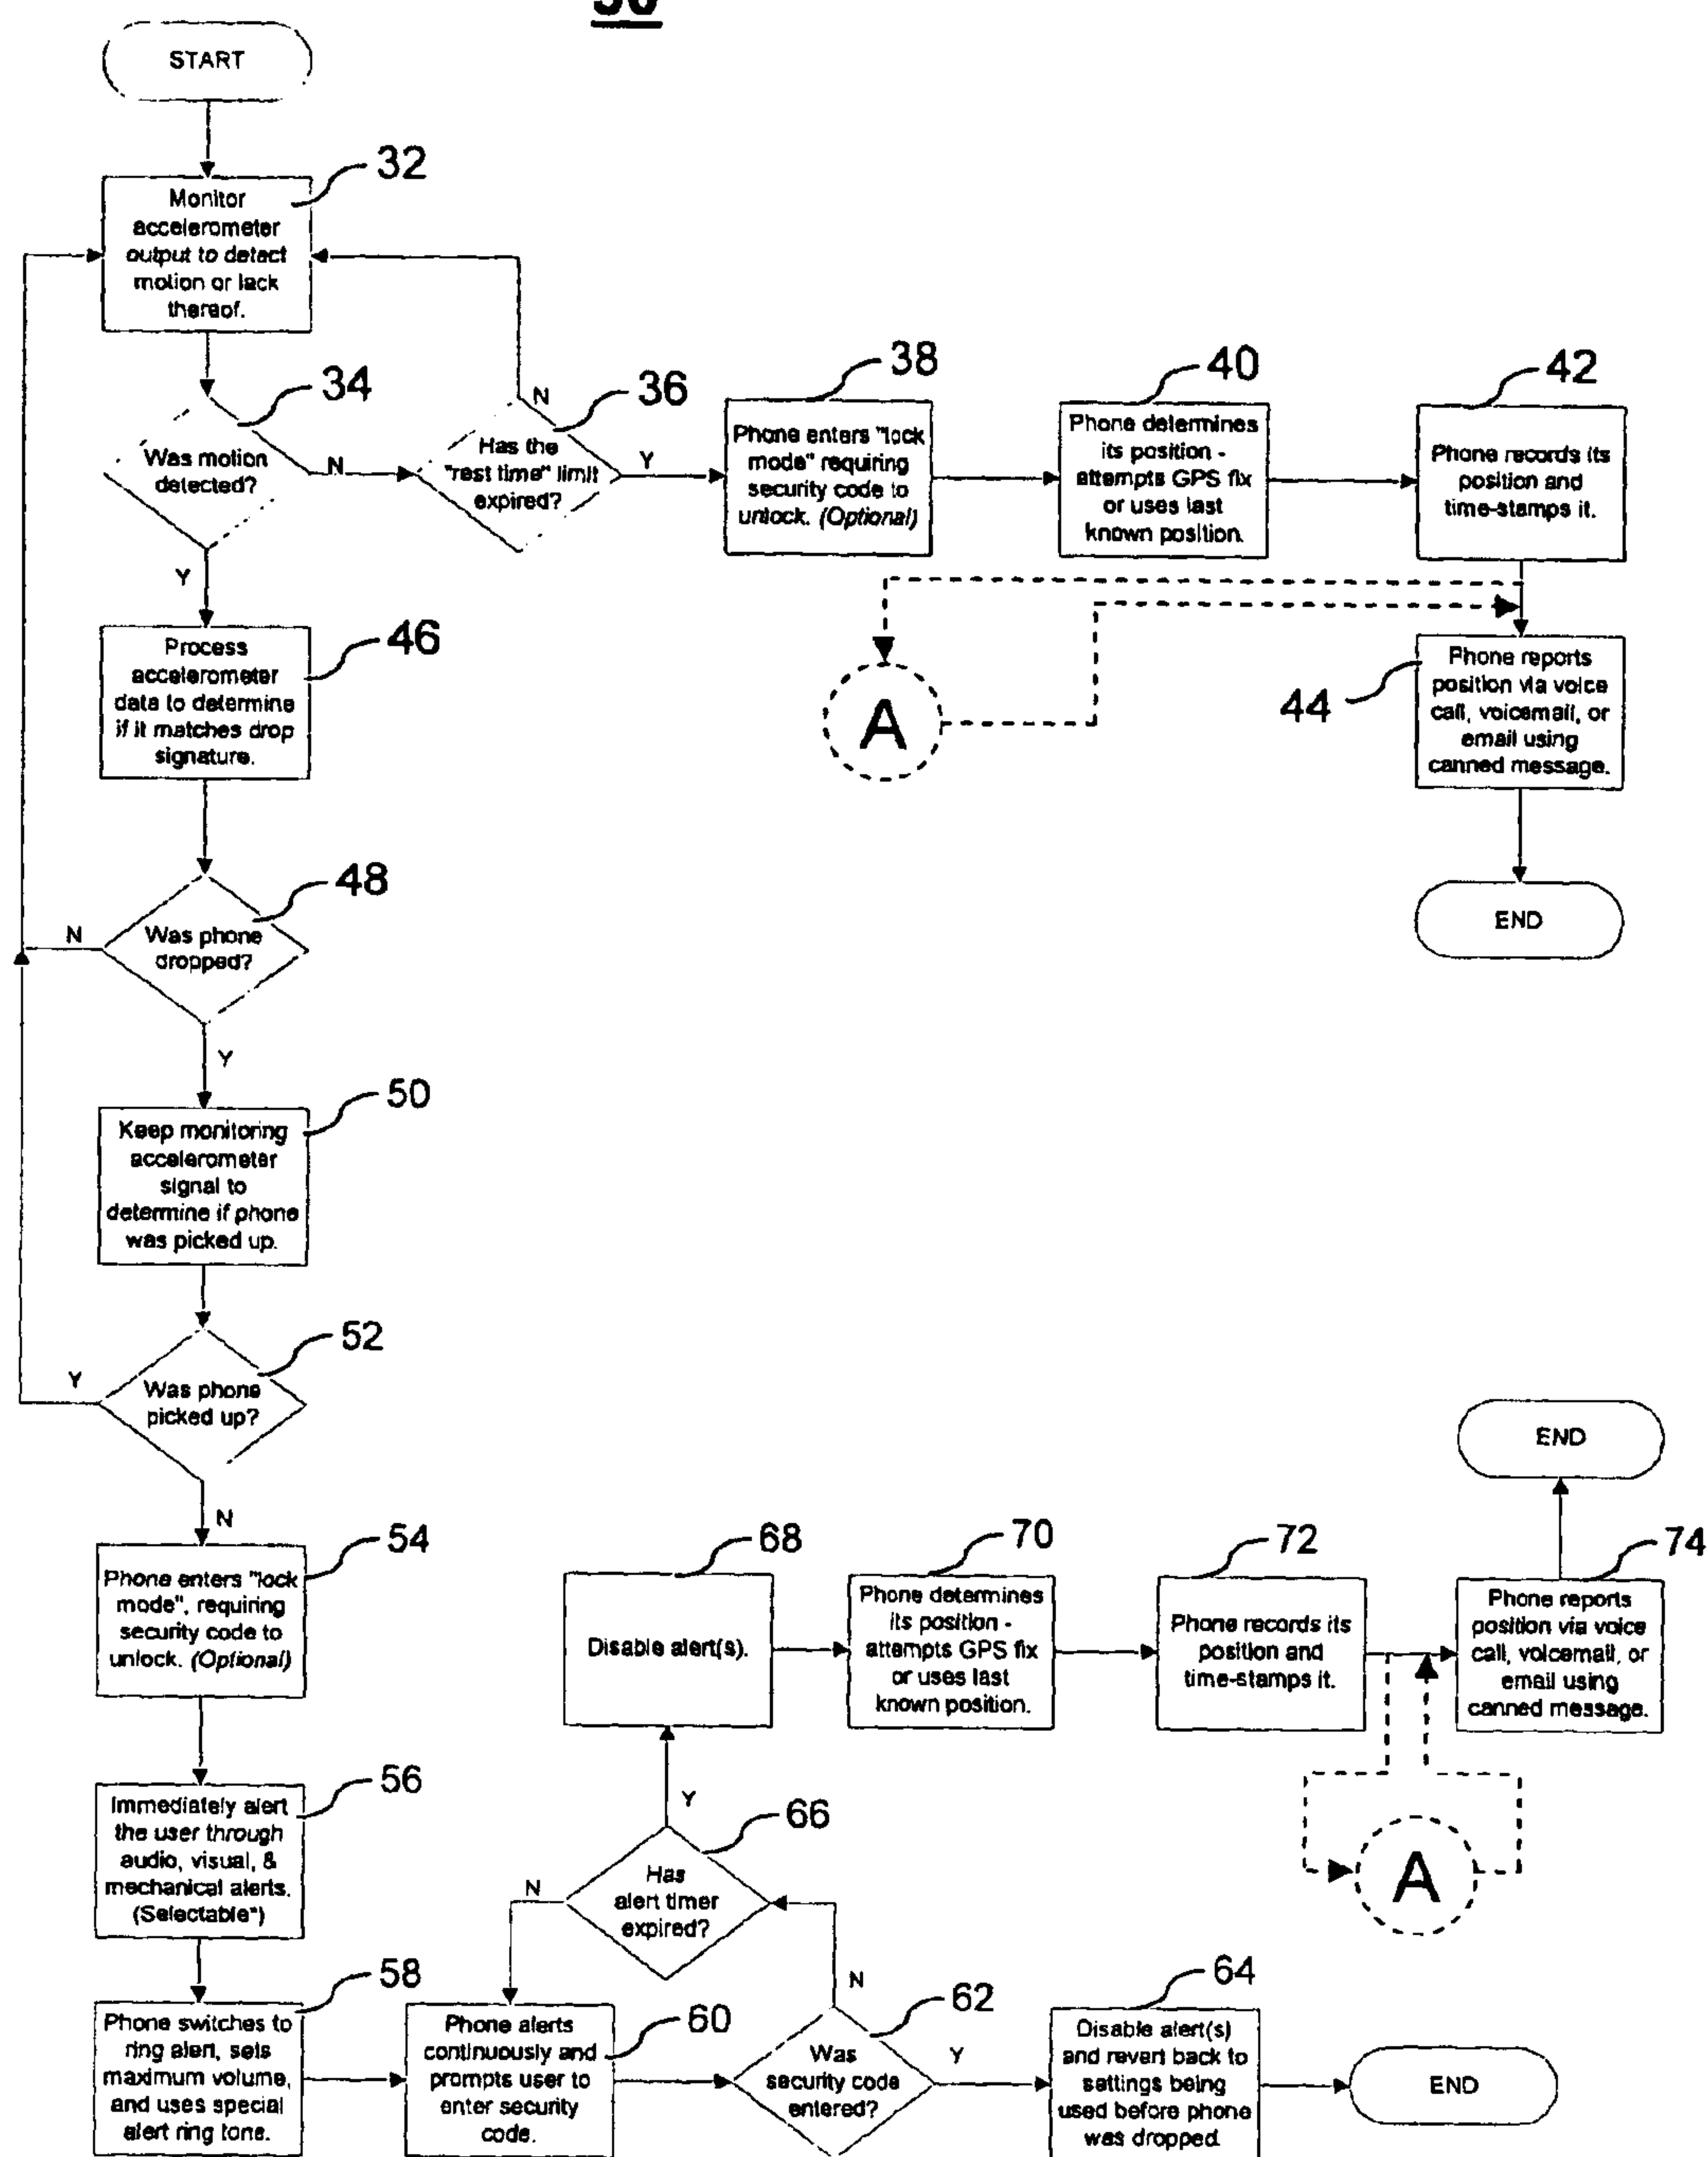 START
32
Monitor
accelerometer
output to detect
motion or lack
thereof.
34
Was motion
detected?
N
Y
36
Has the
"rest time" limit
expired?
N
Y
38
Phone enters "lock
mode" requiring
security code to
unlock. (Optional)
40
Phone determines
its position -
attempts GPS fix
or uses last
known position.
42
Phone records its
position and
time-stamps it.
A
44
Phone reports
position via voice
call, voicemail, or
email using
canned message.
END
46
Process
accelerometer
data to determine
if it matches drop
signature.
48
Was phone
dropped?
N
Y
50
Keep monitoring
accelerometer
signal to
determine if phone
was picked up.
52
Was phone
picked up?
Y
N
54
Phone enters "lock
mode", requiring
security code to
unlock. (Optional)
56
Immediately alert
the user through
audio, visual, &
mechanical alerts.
(Selectable*)
58
Phone switches to
ring alert, sets
maximum volume,
and uses special
alert ring tone.
60
Phone alerts
continuously and
prompts user to
enter security
code.
62
Was
security code
entered?
N
Y
64
Disable alert(s)
and revert back to
settings being
used before phone
was dropped.
END
66
Has
alert timer
expired?
N
Y
68
Disable alert(s).
70
Phone determines
its position -
attempts GPS fix
or uses last
known position.
72
Phone records its
position and
time-stamps it.
A
74
Phone reports
position via voice
call, voicemail, or
email using
canned message.
END